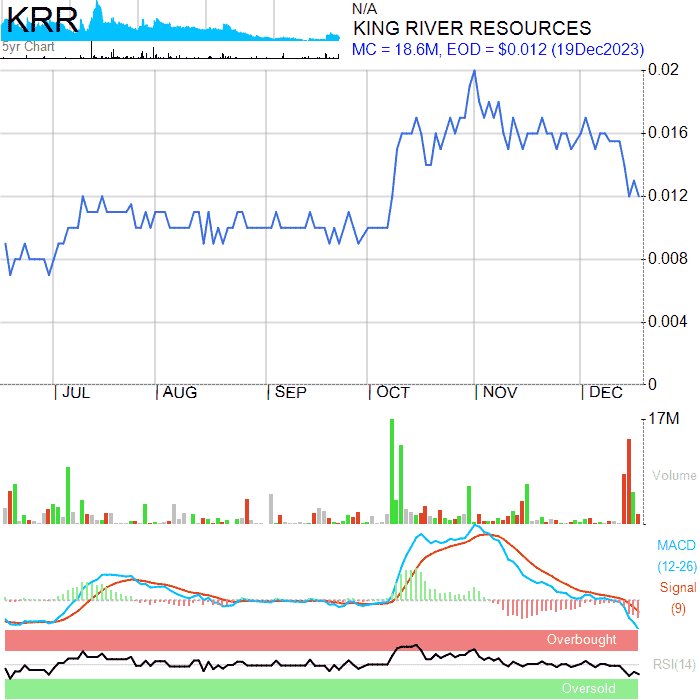 KRR
5yr Chart
N/A
KING RIVER RESOURCES
MC = 18.6M, EOD = $0.012 (19Dec2023)
0.02
0.016
0.012
0.008
0.004
0
JUL AUG SEP OCT NOV DEC
17M
Volume
MACD
(12-26)
Signal
(9)
Overbought
RSI(14)
Oversold